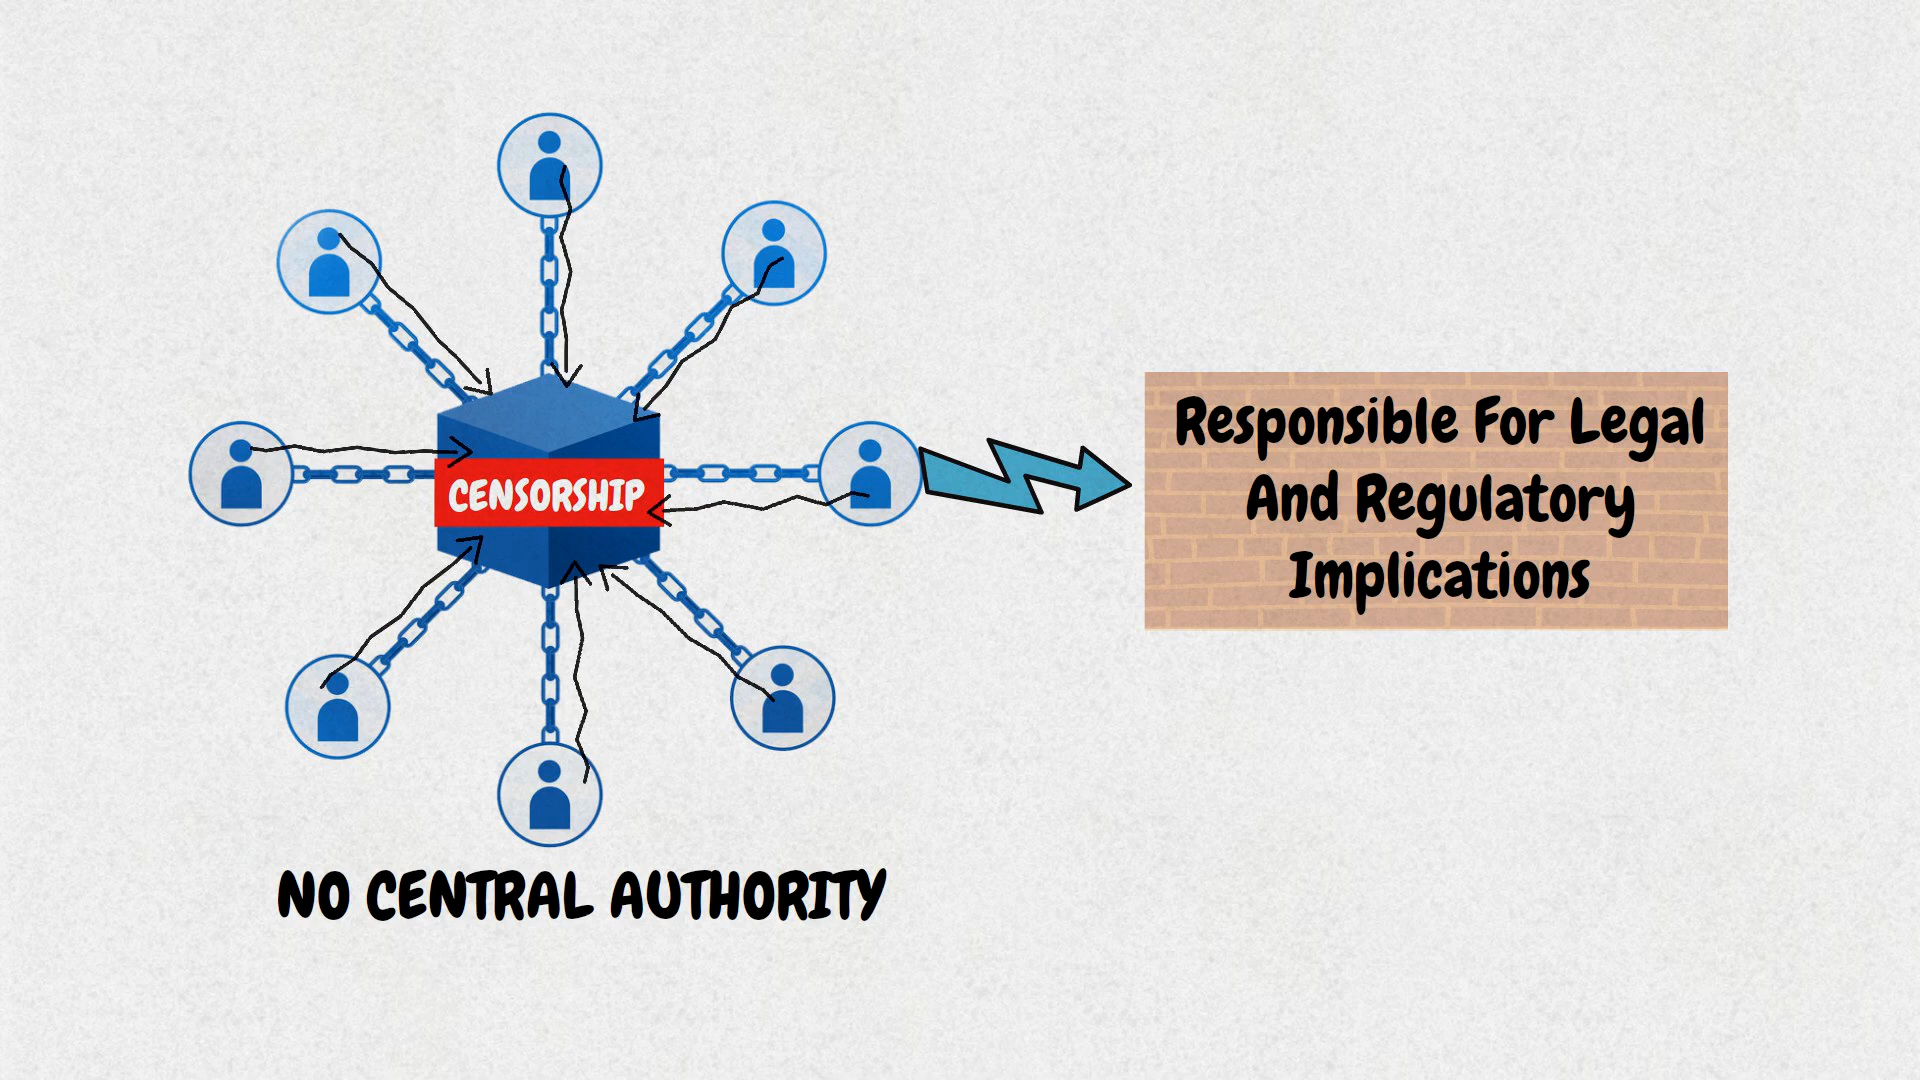 CENSORSHIP
NO CENTRAL AUTHORITY
Responsible For Legal
And Regulatory
Implications